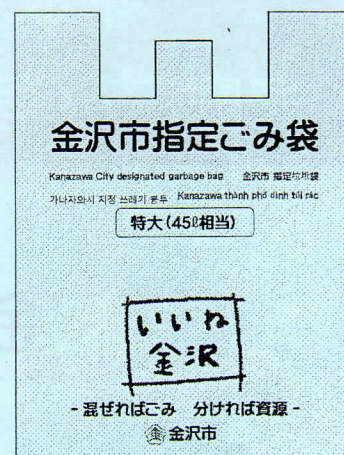 金沢市指定ごみ袋
Kanazawa City designated garbage bag 金沢市 指定垃圾袋
가나자와시 지정 쓰레기 봉투 Kanazawa thành phố định túi rác
特大(45ℓ相当)
いいね
金沢
- 混ぜればごみ 分ければ資源 -
金沢市